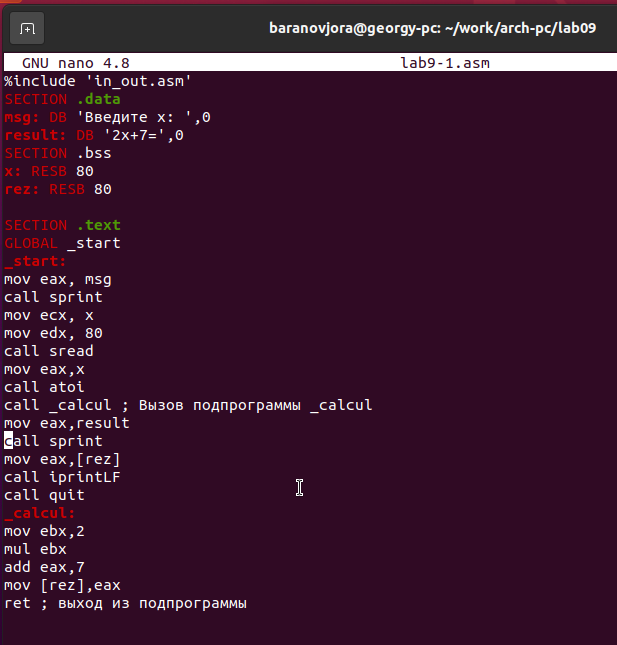 baranovjora@georgy-pc: ~/work/arch-pc/lab09
GNU nano 4.8 lab9-1.asm
%include 'in_out.asm'
SECTION .data
msg: DB 'Введите x: ',0
result: DB '2x+7=',0
SECTION .bss
x: RESB 80
rez: RESB 80
SECTION .text
GLOBAL _start
_start:
mov eax, msg
call sprint
mov ecx, x
mov edx, 80
call sread
mov eax,x
call atoi
call _calcul ; Вызов подпрограммы _calcul
mov eax,result
call sprint
mov eax,[rez]
call iprintLF
call quit
_calcul:
mov ebx,2
mul ebx
add eax,7
mov [rez],eax
ret ; выход из подпрограммы